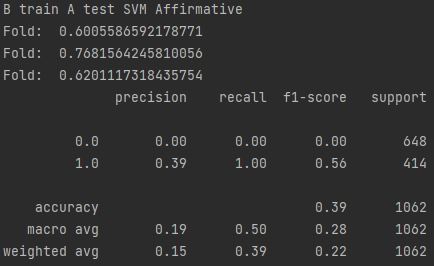 B train A test SVM Affirmative
Fold:  0.6005586592178771
Fold:  0.7681564245810056
Fold:  0.6201117318435754
              precision    recall  f1-score   support

         0.0       0.00      0.00      0.00       648
         1.0       0.39      1.00      0.56       414

    accuracy                           0.39      1062
   macro avg       0.19      0.50      0.28      1062
weighted avg       0.15      0.39      0.22      1062